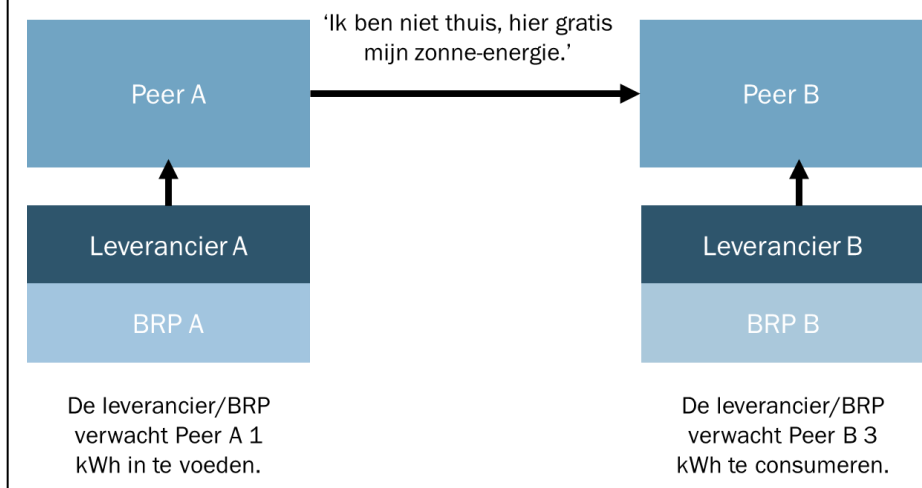 ‘Ik ben niet thuis, hier gratis
mijn zonne-energie.’
Peer A
Peer B
Leverancier A
Leverancier B
BRP A
BRP B
De leverancier/BRP
verwacht Peer A 1
kWh in te voeden.
De leverancier/BRP
verwacht Peer B 3
kWh te consumeren.